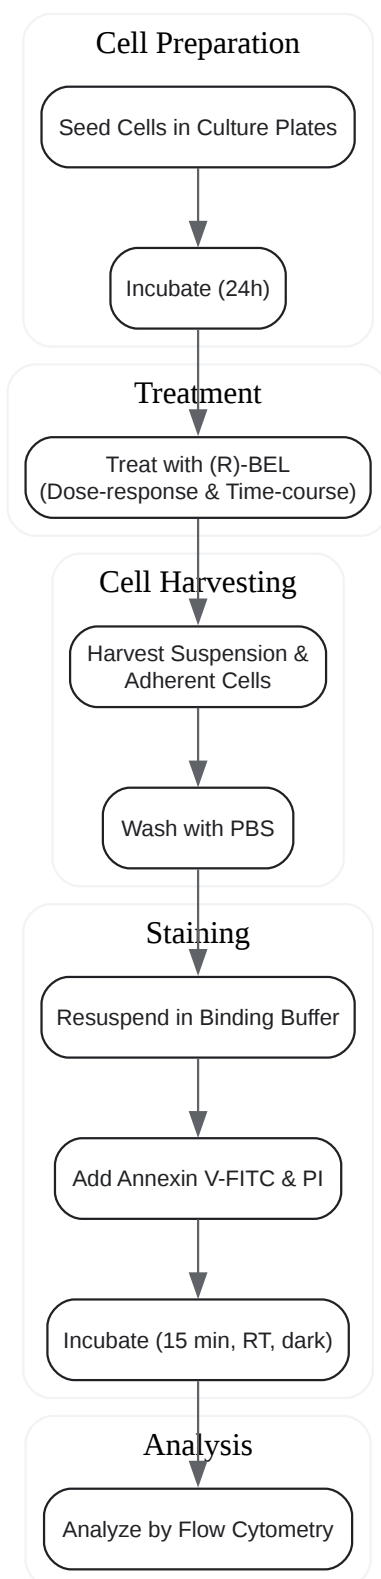 Cell Preparation
Seed Cells in Culture Plates
Incubate (24h)
Treatment
Treat with (R)-BEL
(Dose-response & Time-course)
Cell Harvesting
Harvest Suspension &
Adherent Cells
Wash with PBS
Staining
Resuspend in Binding Buffer
Add Annexin V-FITC & PI
Incubate (15 min, RT, dark)
Analysis
Analyze by Flow Cytometry